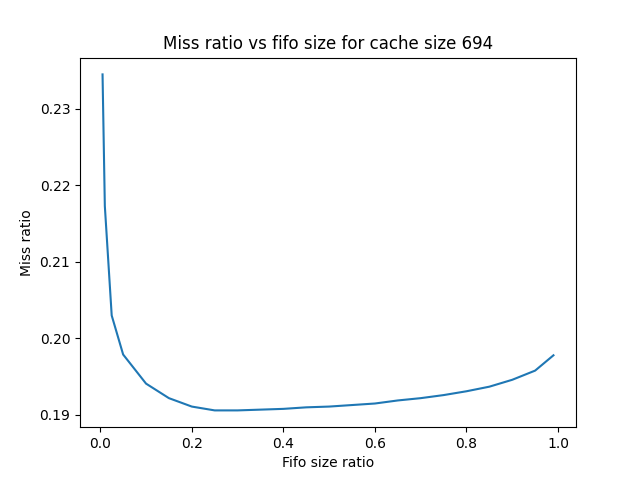 Miss ratio vs fifo size for cache size 694
0.23
0.22
0.21
0.20
0.19
Miss ratio
0.0 0.2 0.4 0.6 0.8 1.0
Fifo size ratio